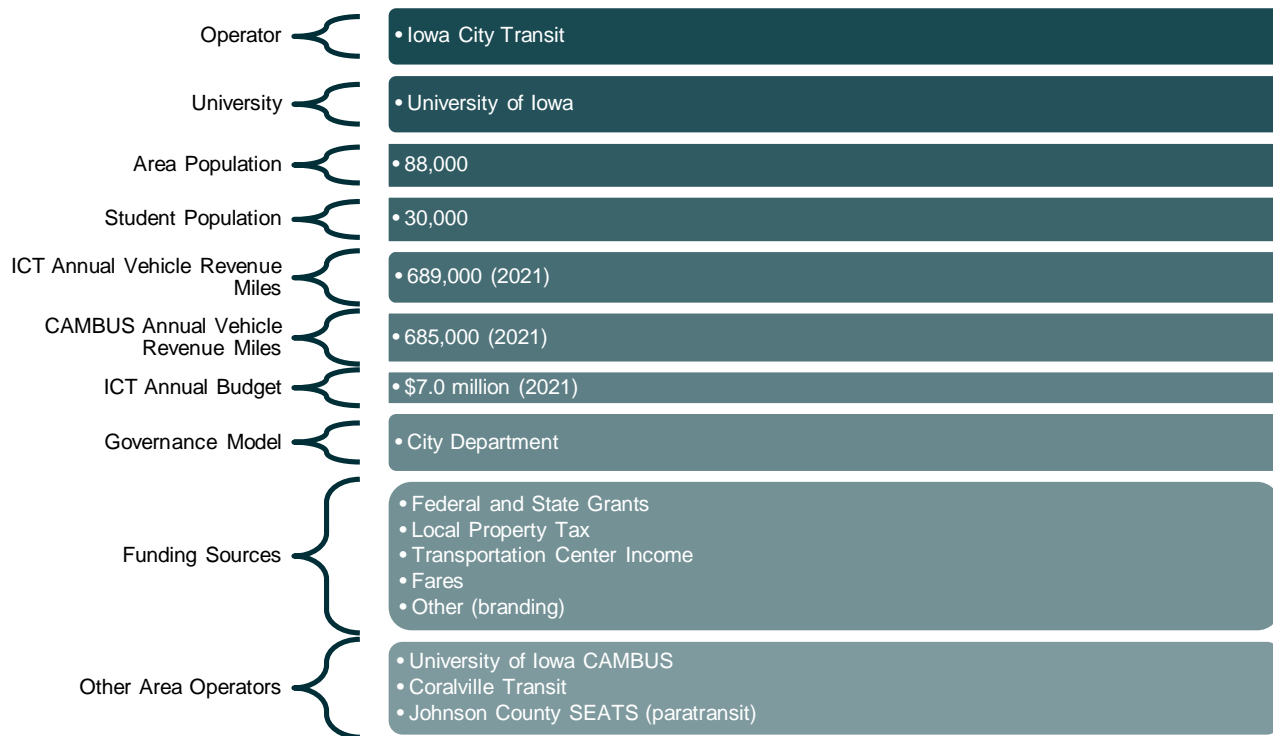 Operator
• Iowa City Transit
University
• University of Iowa
Area Population
• 88,000
Student Population
• 30,000
ICT Annual Vehicle Revenue
Miles
• 689,000 (2021)
CAMBUS Annual Vehicle
Revenue Miles
• 685,000 (2021)
ICT Annual Budget
• $7.0 million (2021)
Governance Model
• City Department
Funding Sources
• Federal and State Grants
• Local Property Tax
• Transportation Center Income
• Fares
• Other (branding)
Other Area Operators
• University of Iowa CAMBUS
• Coralville Transit
• Johnson County SEATS (paratransit)